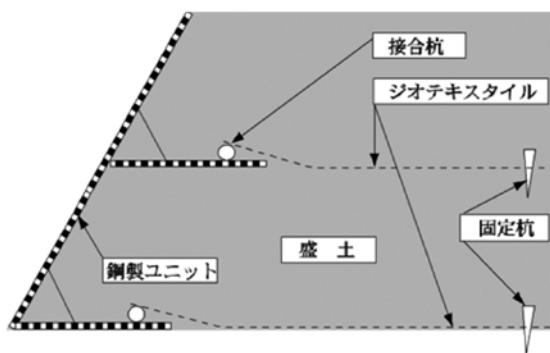 接合杭
ジオテキスタイル
固定杭
盛 土
鋼製ユニット